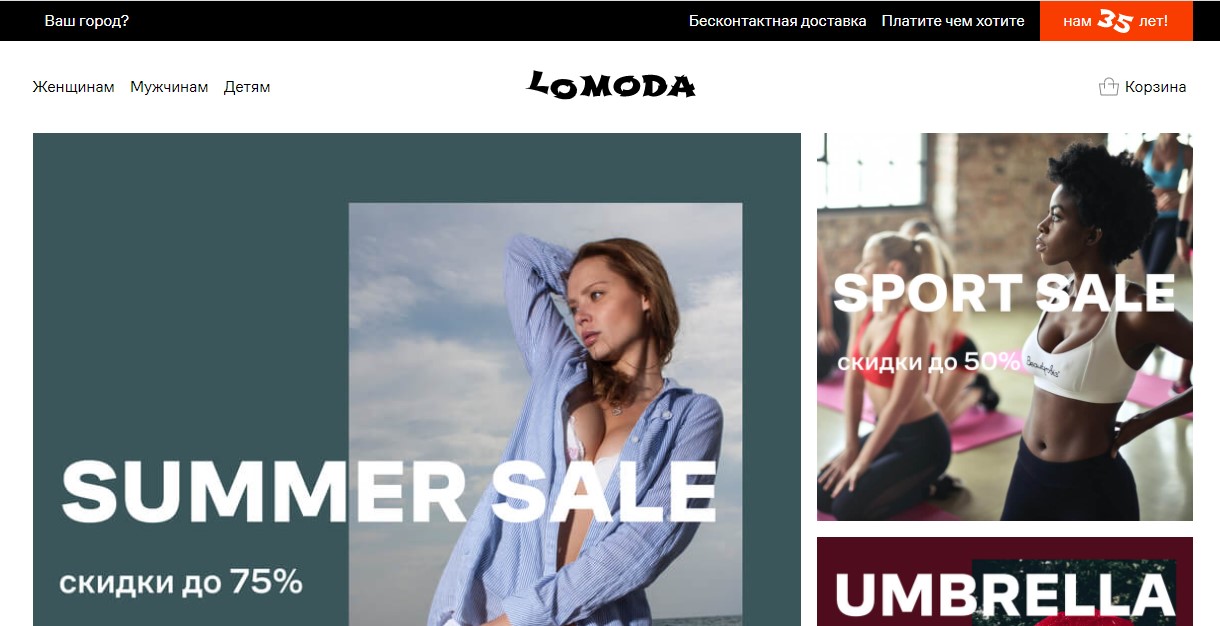 Ваш город?
Бесконтактная доставка
Платите чем хотите
нам 35 лет!
Женщинам
Мужчинам
Детям
LOMODA
Корзина
SUMMER SALE
скидки до 75%
SPORT SALE
скидки до 50%
UMBRELLA